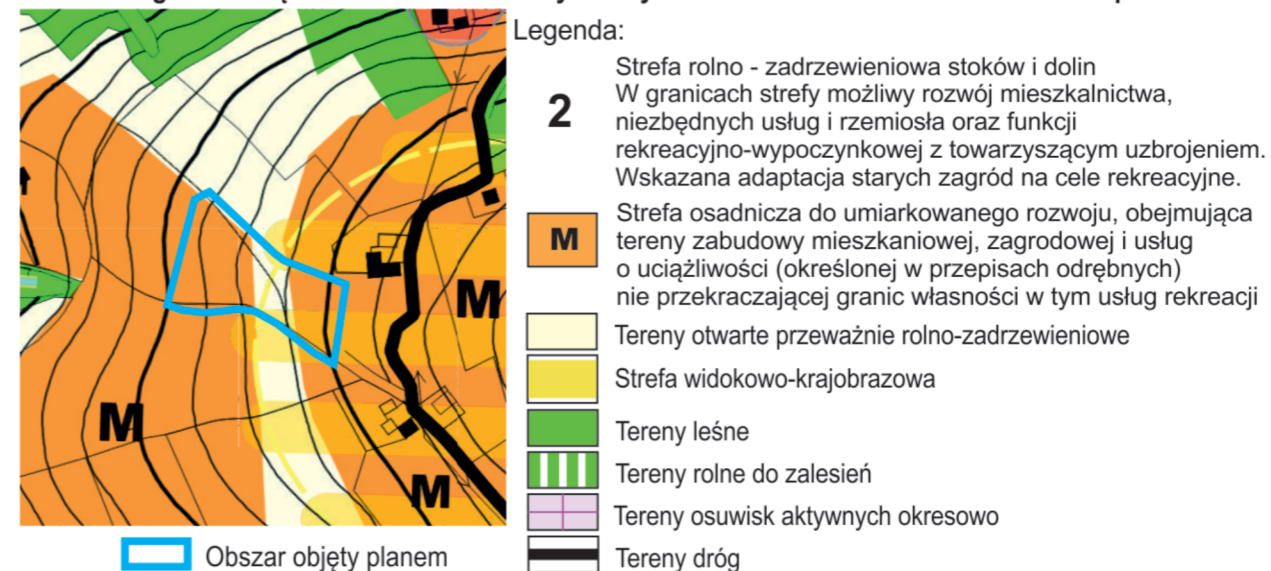 Legenda:
2
Strefa rolno - zadrzewieniowa stoków i dolin
W granicach strefy możliwy rozwój mieszkalnictwa,
niezbędnych usług i rzemiosła oraz funkcji
rekreacyjno-wypoczynkowej z towarzyszącym uzbrojeniem.
Wskazana adaptacja starych zagród na cele rekreacyjne.
M
Strefa osadnicza do umiarkowanego rozwoju, obejmująca
tereny zabudowy mieszkaniowej, zagrodowej i usług
o uciążliwości (określonej w przepisach odrębnych)
nie przekraczającej granic własności w tym usług rekreacji
Tereny otwarte przeważnie rolno-zadrzewieniowe
Strefa widokowo-krajobrazowa
Tereny leśne
Tereny rolne do zalesień
Tereny osuwisk aktywnych okresowo
Tereny dróg
M
M
M
Obszar objęty planem